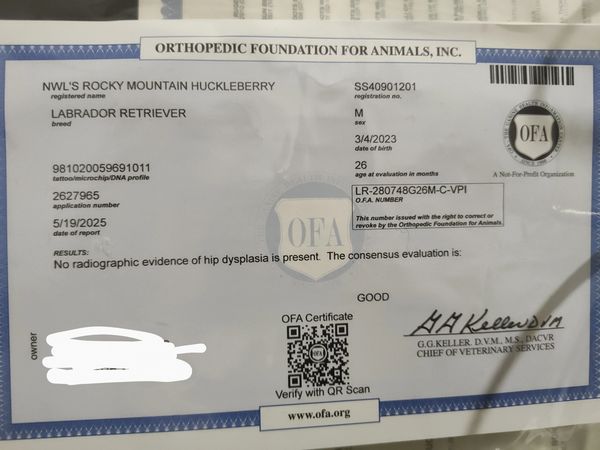 ORTHOPEDIC FOUNDATION FOR ANIMALS, INC.
NWL'S ROCKY MOUNTAIN HUCKLEBERRY
registered name
SS40901201
registration no.
LABRADOR RETRIEVER
breed
M
sex
3/4/2023
date of birth
981020059691011
tattoo/microchip/DNA profile
26
age at evaluation in months
OFA
A Not-For-Profit Organization
2627965
application number
LR-280748G26M-C-VPI
O.F.A. NUMBER
This number issued with the right to correct or
revoke by the Orthopedic Foundation for Animals.
5/19/2025
date of report
OFA
RESULTS:
No radiographic evidence of hip dysplasia is present. The consensus evaluation is:
GOOD
owner
OFA Certificate
OFA
Verify with QR Scan
GG Keller DVM
G.G.KELLER. D.V.M., M.S., DACVR
CHIEF OF VETERINARY SERVICES
www.ofa.org